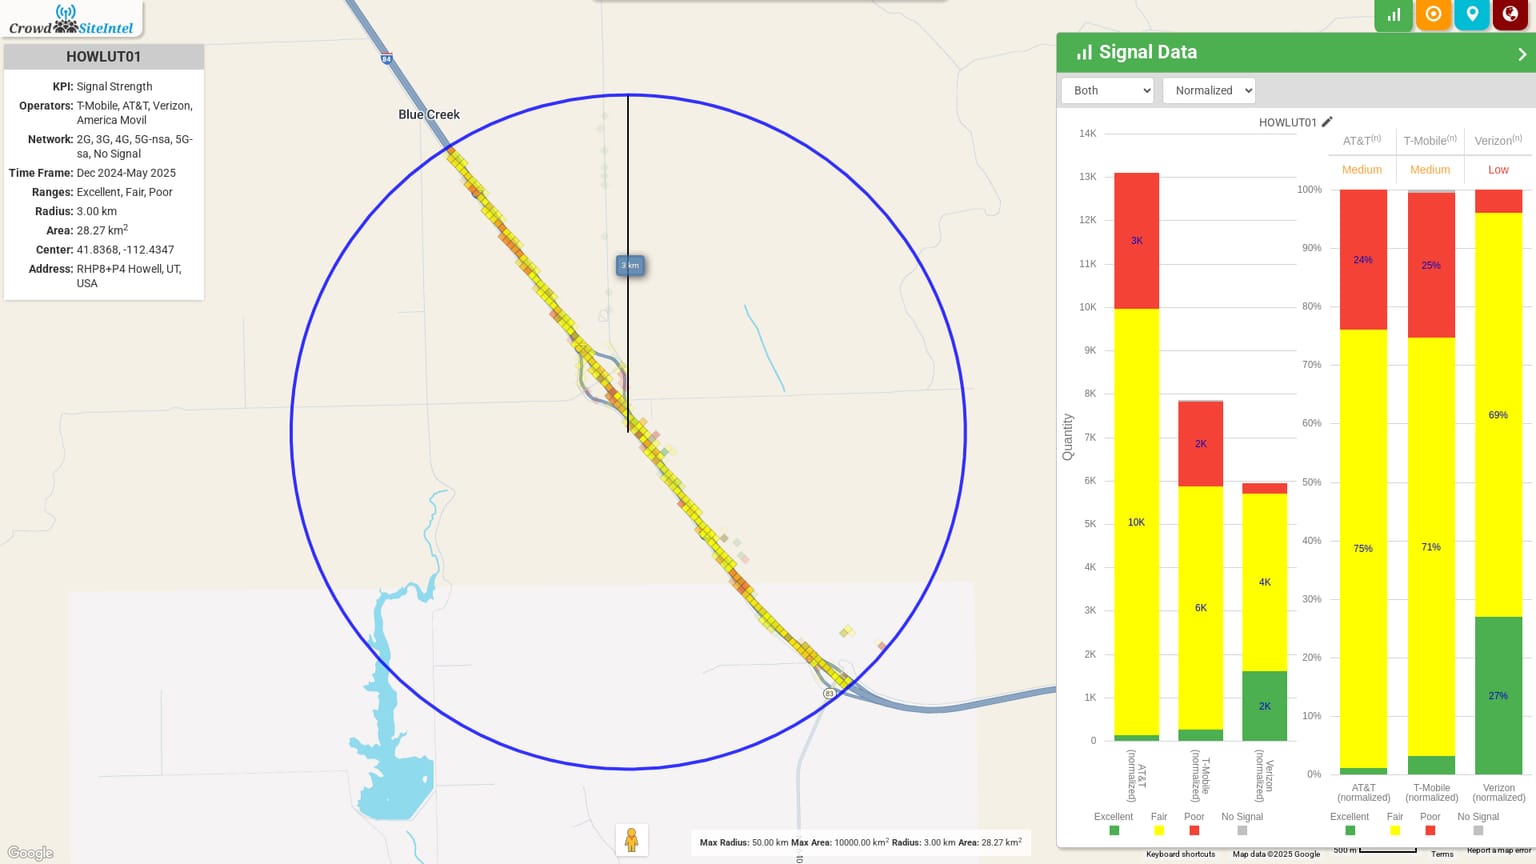 Crowd SiteIntel
HOWLUT01
KPI: Signal Strength
Operators: T-Mobile, AT&T, Verizon,
America Movil
Network: 2G, 3G, 4G, 5G-nsa, 5G-
sa, No Signal
Time Frame: Dec 2024-May 2025
Ranges: Excellent, Fair, Poor
Radius: 3.00 km
Area: 28.27 km²
Center: 41.8368, -112.4347
Address: RHP8+P4 Howell, UT,
USA
84
Blue Creek
3 km
83
Google
Max Radius: 50.00 km Max Area: 10000.00 km² Radius: 3.00 km Area: 28.27 km²
Signal Data
Both
Normalized
HOWLUT01
14K
13K
12K
11K
10K
9K
8K
7K
6K
5K
4K
3K
2K
1K
0
Quantity
3K
10K
2K
6K
4K
2K
AT&T
(normalized)
T-Mobile
(normalized)
Verizon
(normalized)
Excellent Fair Poor No Signal
AT&T(n) T-Mobile(n) Verizon(n)
Medium Medium Low
100%
90%
80%
70%
60%
50%
40%
30%
20%
10%
0%
24%
75%
25%
71%
69%
27%
AT&T
(normalized)
T-Mobile
(normalized)
Verizon
(normalized)
Excellent Fair Poor No Signal
Keyboard shortcuts Map data ©2025 Google 500 m Terms Report a map error